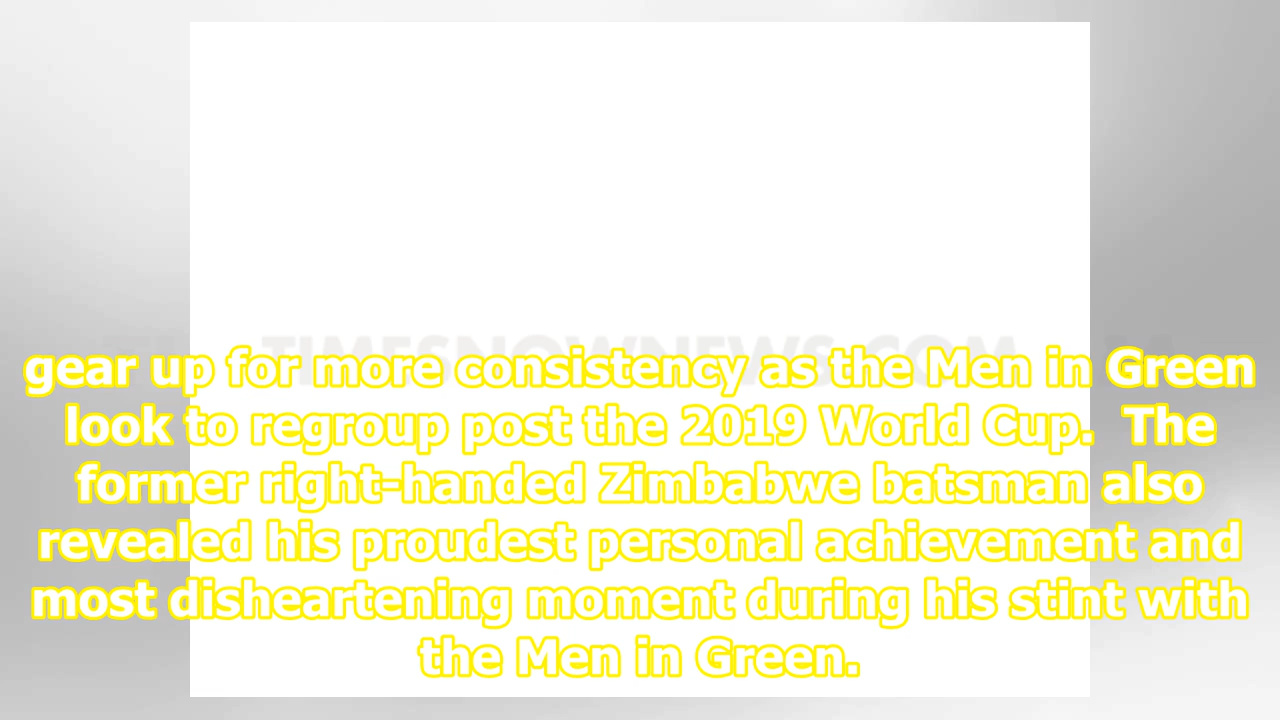 TIMESNOWNEWS.COM
gear up for more consistency as the Men in Green
look to regroup post the 2019 World Cup.  The
former right-handed Zimbabwe batsman also
revealed his proudest personal achievement and
most disheartening moment during his stint with
the Men in Green.